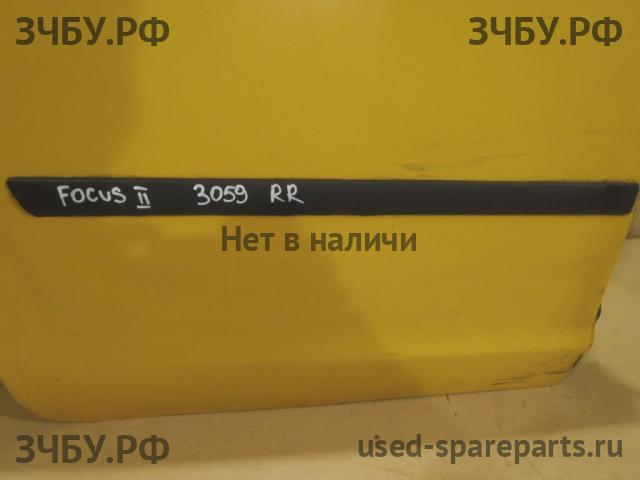 ЗЧБУ.РФ ЗЧБУ.РФ
FOCUS II 3059 RR
Нет в наличи
ЗЧБУ.РФ used-spareparts.ru